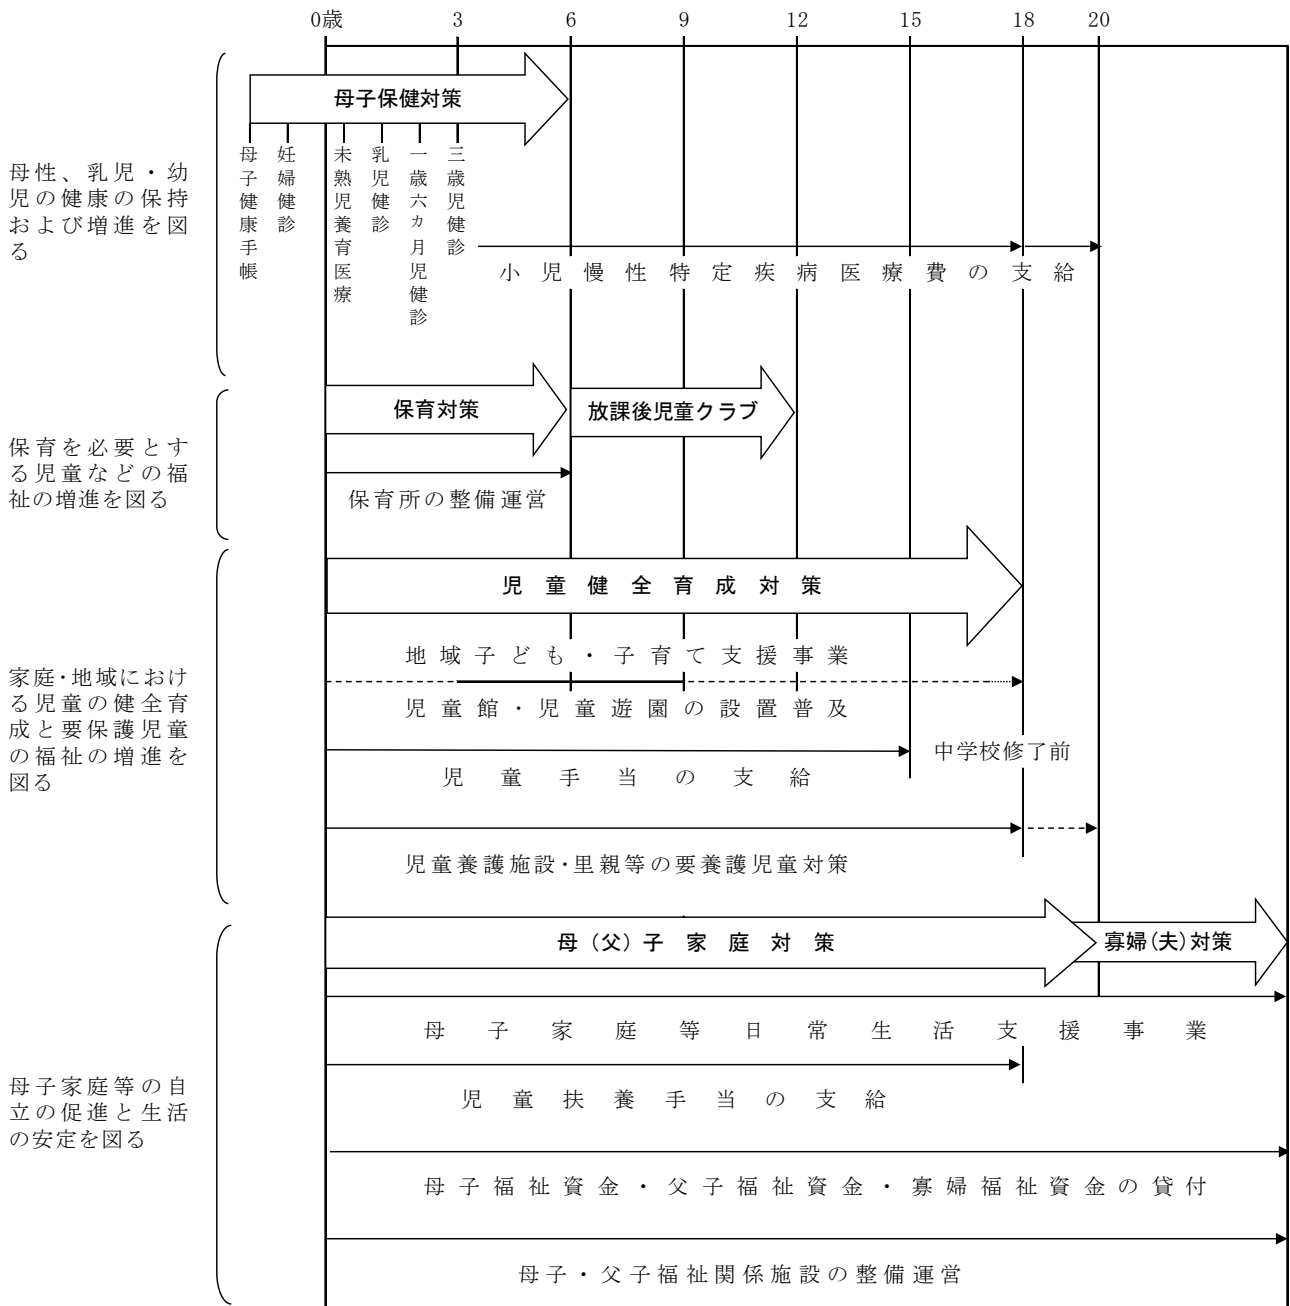 0歳 3 6 9 12 15 18 20
母子保健対策
母子健康手帳
妊婦健診
未熟児養育医療
乳児健診
一歳六カ月児健診
三歳児健診
母性、乳児・幼
児の健康の保持
および増進を図
る
小児慢性特定疾病医療費の支給
保育対策
放課後児童クラブ
保育を必要とす
る児童などの福
祉の増進を図る
保育所の整備運営
児童健全育成対策
地域子ども・子育て支援事業
児童館・児童遊園の設置普及
家庭・地域におけ
る児童の健全育
成と要保護児童
の福祉の増進を
図る
中学校修了前
児童手当の支給
児童養護施設・里親等の要養護児童対策
母(父)子家庭対策
寡婦(夫)対策
母子家庭等日常生活支援事業
母子家庭等の自
立の促進と生活
の安定を図る
児童扶養手当の支給
母子福祉資金・父子福祉資金・寡婦福祉資金の貸付
母子・父子福祉関係施設の整備運営